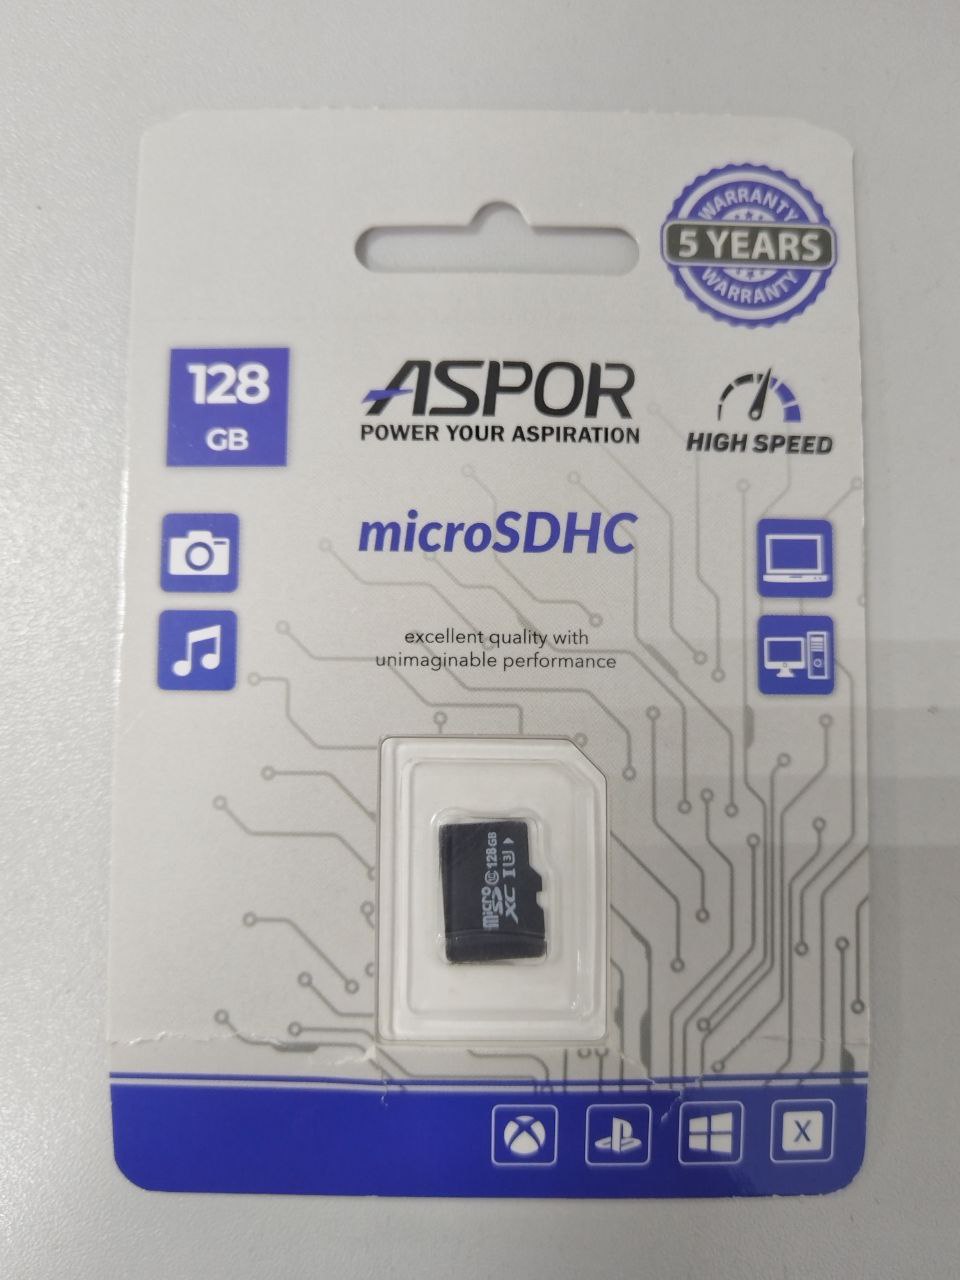 WARRANTY
5 YEARS
WARRANTY
128
GB
ASPOR
POWER YOUR ASPIRATION
HIGH SPEED
microSDHC
excellent quality with
unimaginable performance
micro
SD
XC
10
128GB
I
3
X